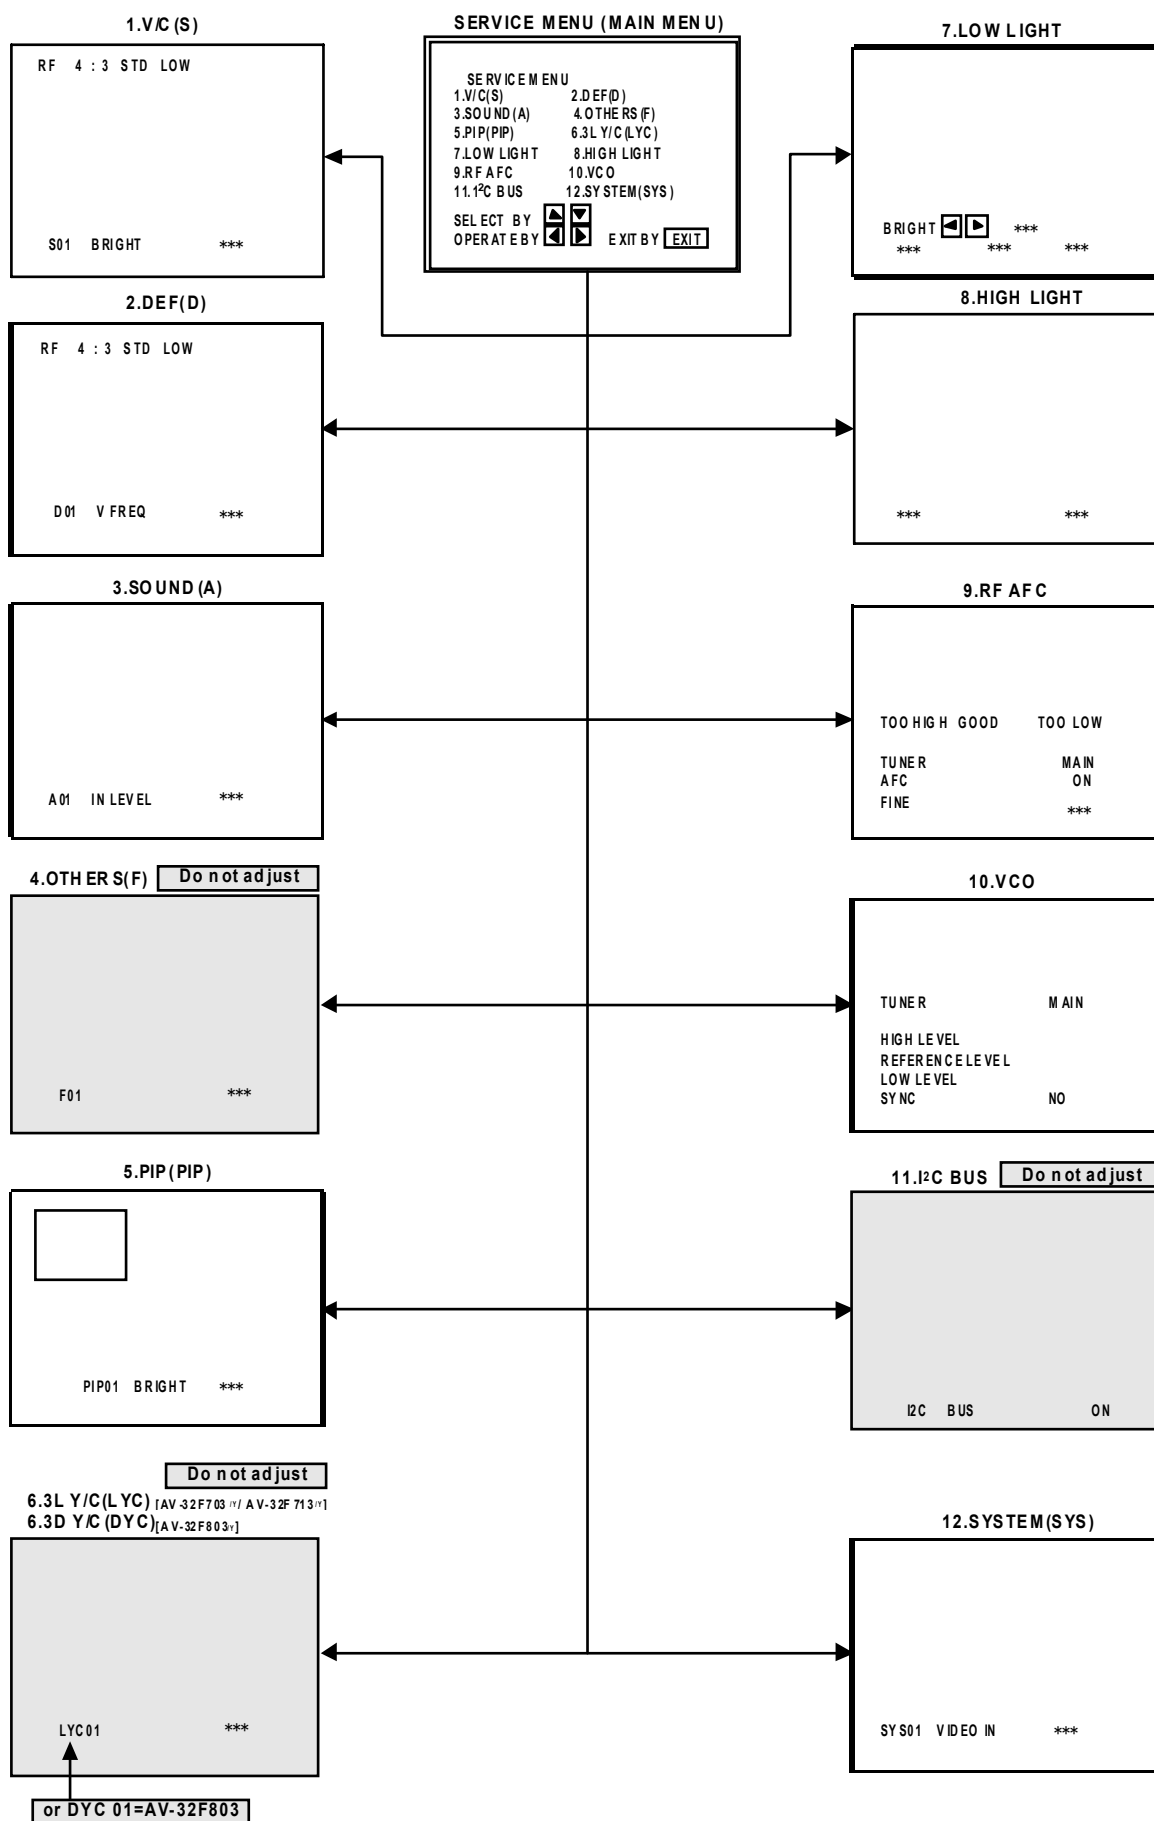 1.V/C (S)
RF 4 : 3 STD LOW
S01 BRIGHT ***
2.DEF(D)
RF 4 : 3 STD LOW
D01 V FREQ ***
3.SOUND (A)
A01 IN LEVEL ***
4.OTHERS(F) Do not adjust
F01 ***
5.PIP (PIP)
PIP01 BRIGHT ***
Do not adjust
6.3L Y/C(LYC) [AV-32F703 /Y/ AV-32F713 /Y]
6.3D Y/C (DYC) [AV-32F803/Y]
LYC01 ***
or DYC 01=AV-32F803
SERVICE MENU (MAIN MENU)
SERVICE MENU
1.V/C(S) 2.DEF(D)
3.SOUND(A) 4.OTHERS(F)
5.PIP(PIP) 6.3L Y/C(LYC)
7.LOW LIGHT 8.HIGH LIGHT
9.RF AFC 10.VCO
11.1²C BUS 12.SYSTEM(SYS)
SELECT BY ▲ ▼
OPERATE BY ◀ ▶ EXIT BY EXIT
7.LOW LIGHT
BRIGHT ◀ ▶ ***
*** *** ***
8.HIGH LIGHT
*** ***
9.RF AFC
TOO HIGH GOOD TOO LOW
TUNER MAIN
AFC ON
FINE ***
10.VCO
TUNER MAIN
HIGH LEVEL
REFERENCE LEVEL
LOW LEVEL
SYNC NO
11.I²C BUS Do not adjust
I2C BUS ON
12.SYSTEM(SYS)
SYS01 VIDEO IN ***